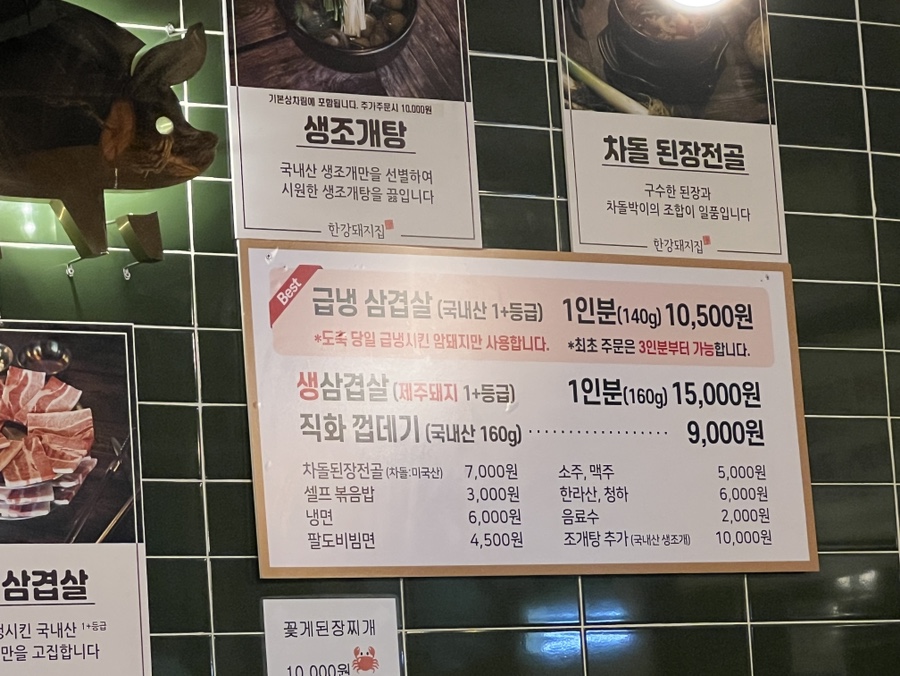 기본상차림에 포함됩니다. 추가주문시 10,000원
생조개탕
국내산 생조개만을 선별하여
시원한 생조개탕을 끓입니다
한강돼지집
차돌 된장전골
구수한 된장과
차돌박이의 조합이 일품입니다
한강돼지집
Best
급냉 삼겹살 (국내산 1+등급) 1인분(140g) 10,500원
*도축 당일 급냉시킨 암돼지만 사용합니다. *최초 주문은 3인분부터 가능합니다.
생삼겹살 (제주돼지 1+등급) 1인분(160g) 15,000원
직화 껍데기 (국내산 160g) 9,000원
차돌된장전골 (차돌:미국산) 7,000원 소주, 맥주 5,000원
셀프 볶음밥 3,000원 한라산, 청하 6,000원
냉면 6,000원 음료수 2,000원
팔도비빔면 4,500원 조개탕 추가 (국내산 생조개) 10,000원
삼겹살
시킨 국내산 1+등급
만을 고집합니다
꽃게된장찌개
10,000원